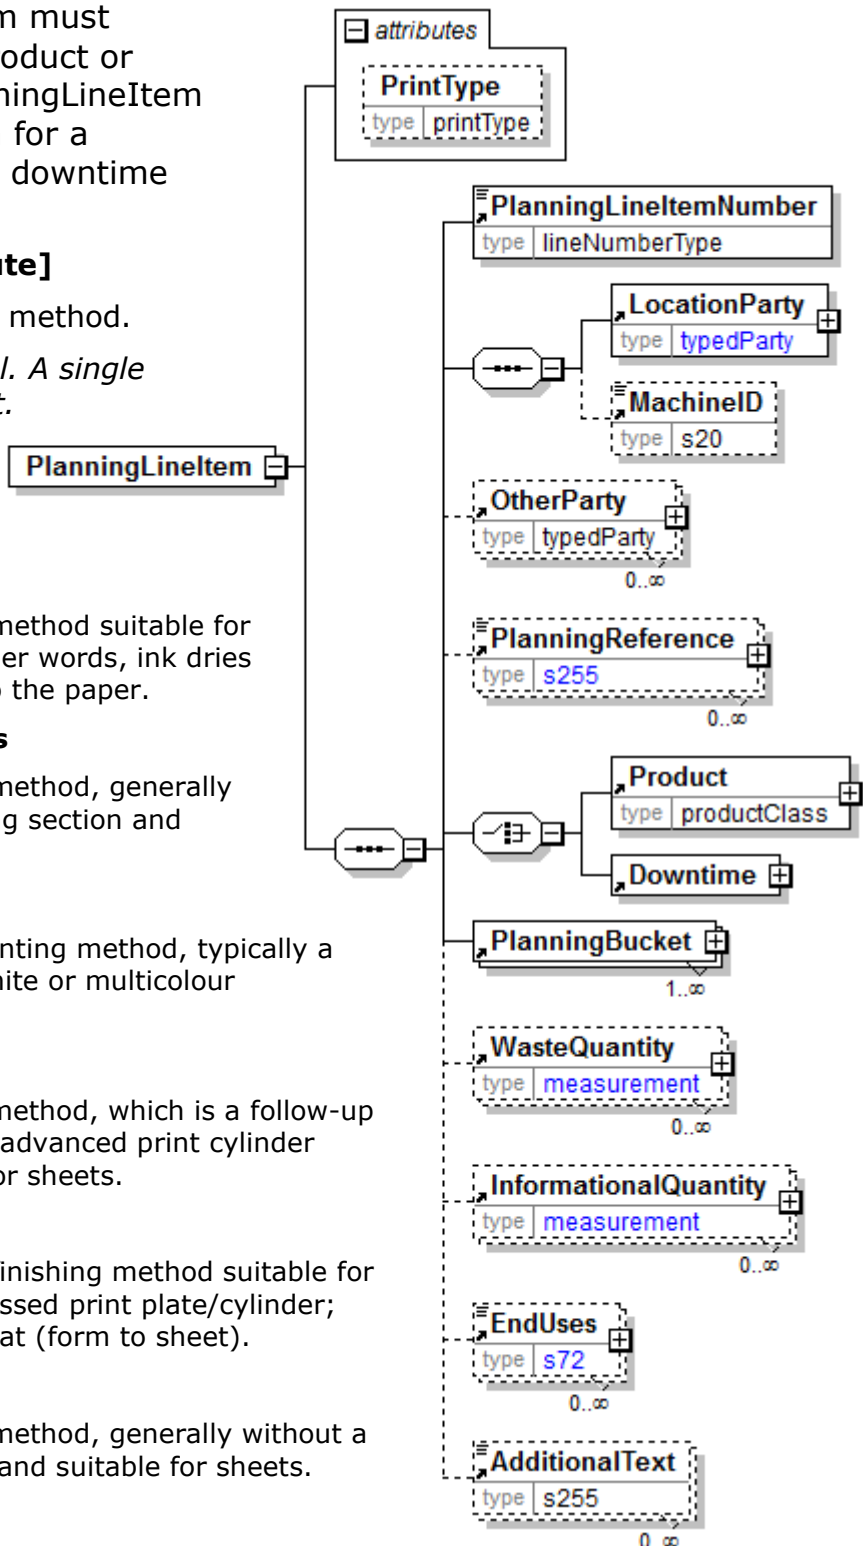 m must
oduct or
ningLineItem
for a
downtime
ute]
method.
l. A single
t.
method suitable for
er words, ink dries
o the paper.
s
method, generally
g section and
nting method, typically a
hite or multicolour
method, which is a follow-up
advanced print cylinder
or sheets.
finishing method suitable for
ssed print plate/cylinder;
at (form to sheet).
method, generally without a
and suitable for sheets.
PlanningLineItem
attributes
PrintType
type printType
PlanningLineItemNumber
type lineNumberType
LocationParty
type typedParty
MachineID
type s20
OtherParty
type typedParty
0..∞
PlanningReference
type s255
0..∞
Product
type productClass
Downtime
PlanningBucket
1..∞
WasteQuantity
type measurement
0..∞
InformationalQuantity
type measurement
0..∞
EndUses
type s72
0..∞
AdditionalText
type s255
0..∞